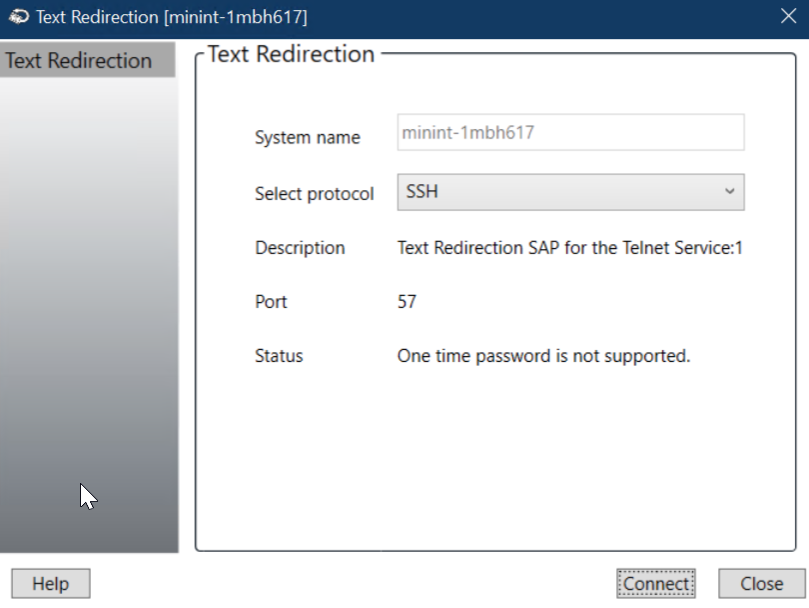 Text Redirection [minint-1mbh617]
Text Redirection
Text Redirection
System name minint-1mbh617
Select protocol SSH
Description Text Redirection SAP for the Telnet Service:1
Port 57
Status One time password is not supported.
Help Connect Close